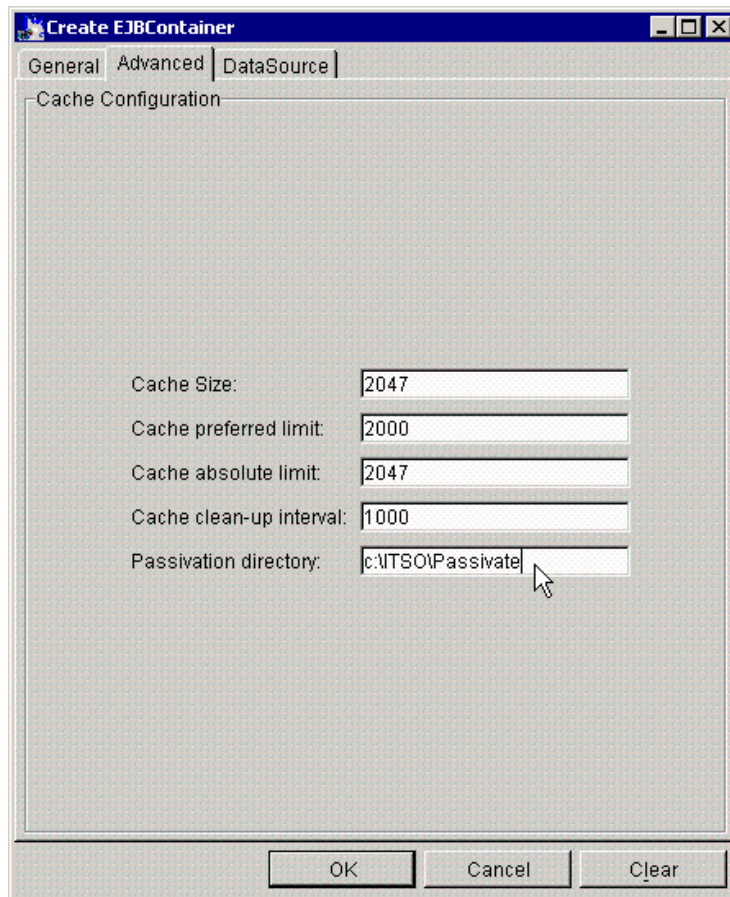 Create EJBContainer
General Advanced DataSource
Cache Configuration
Cache Size: 2047
Cache preferred limit: 2000
Cache absolute limit: 2047
Cache clean-up interval: 1000
Passivation directory: c:\ITSO\Passivate
OK Cancel Clear